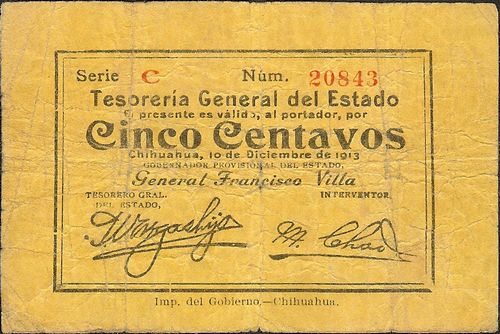 Serie C Núm. 20843
Tesorería General del Estado
El presente es válido, al portador, por
Cinco Centavos
Chihuahua, 10 de Diciembre de 1913
GOBERNADOR PROVISIONAL DEL ESTADO,
General Francisco Villa
TESORERO GRAL. INTERVENTOR
DEL ESTADO,
Imp. del Gobierno,—Chihuahua.